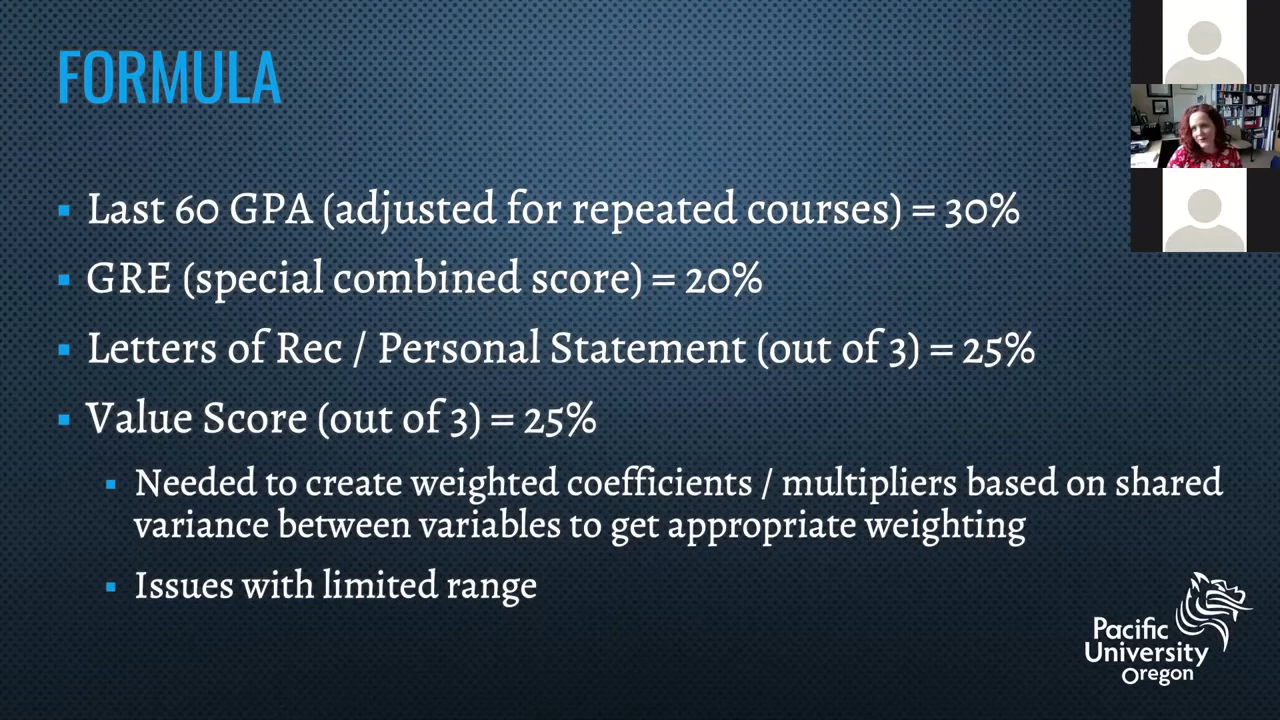 FORMULA
Last 60 GPA (adjusted for repeated courses) = 30%
GRE (special combined score) = 20%
Letters of Rec / Personal Statement (out of 3) = 25%
Value Score (out of 3) = 25%
Needed to create weighted coefficients / multipliers based on shared
variance between variables to get appropriate weighting
Issues with limited range
Pacific
University
Oregon